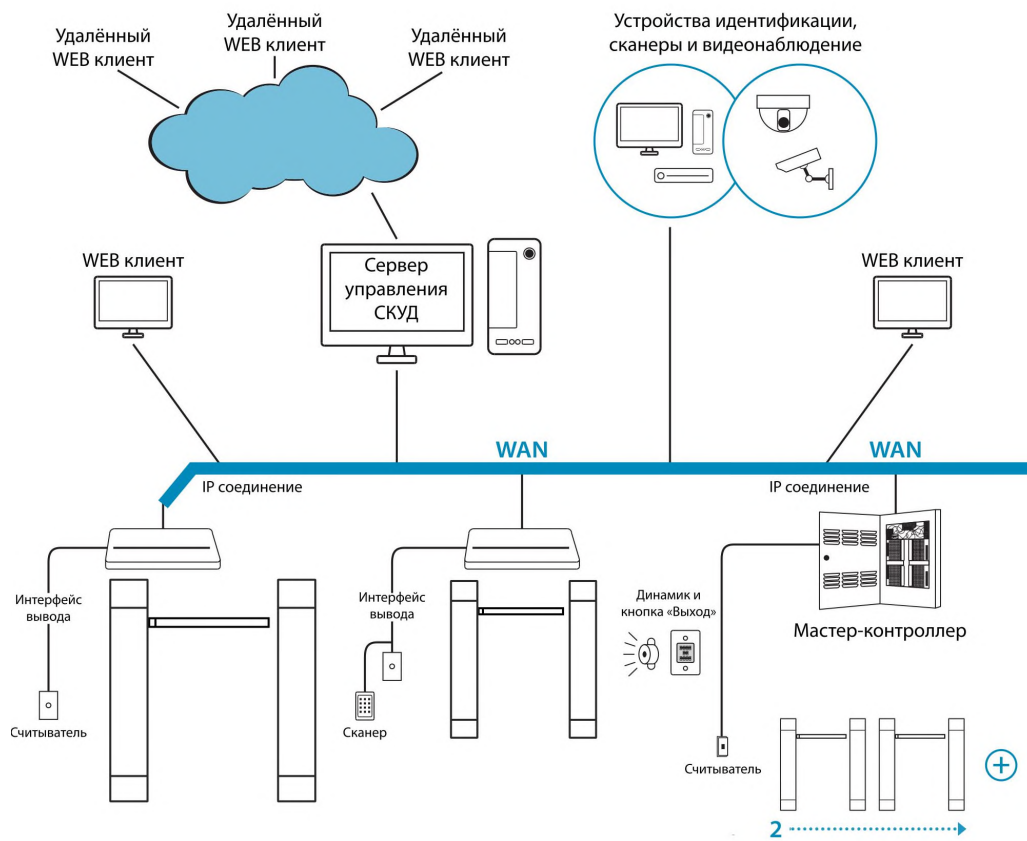 Удалённый
WEB клиент
Удалённый
WEB клиент
Удалённый
WEB клиент
Устройства идентификации,
сканеры и видеонаблюдение
WEB клиент
Сервер
управления
СКУД
WEB клиент
WAN
WAN
IP соединение
IP соединение
Интерфейс
вывода
Интерфейс
вывода
Динамик и
кнопка «Выход»
Мастер-контроллер
Считыватель
Сканер
Считыватель
2